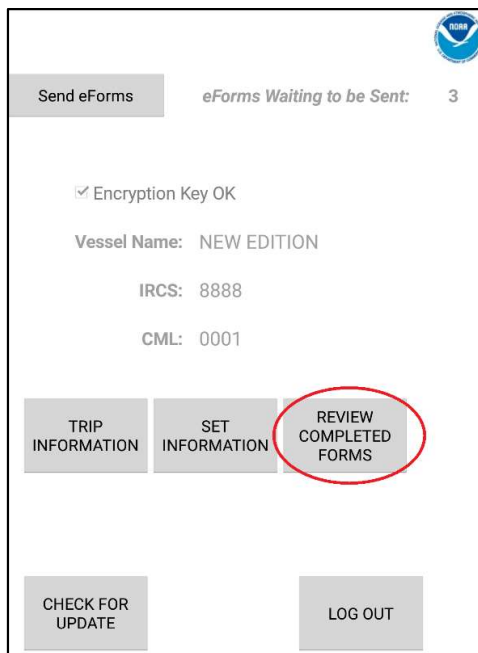 NOAA
Send eForms
eForms Waiting to be Sent: 3
Encryption Key OK
Vessel Name: NEW EDITION
IRCS: 8888
CML: 0001
TRIP
INFORMATION
SET
INFORMATION
REVIEW
COMPLETED
FORMS
CHECK FOR
UPDATE
LOG OUT